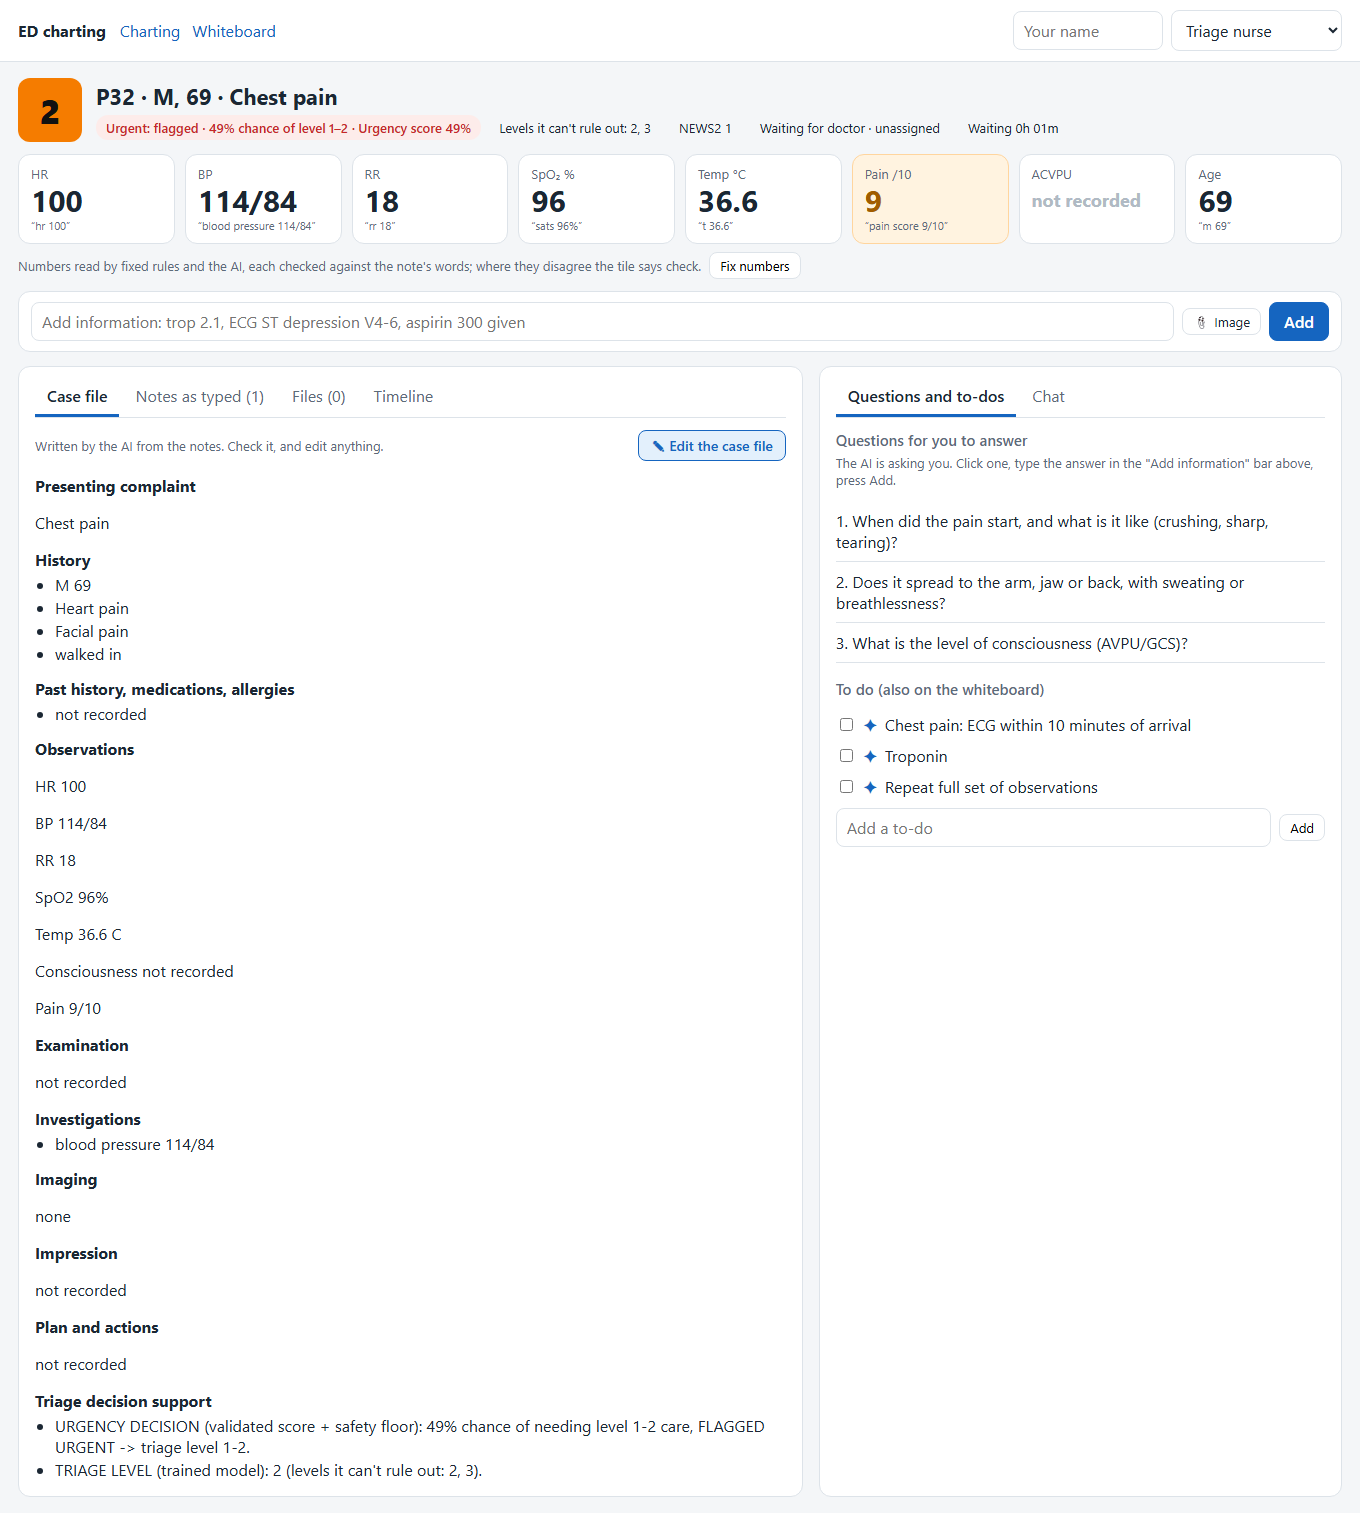 ED charting Charting Whiteboard Your name Triage nurse
2
P32 · M, 69 · Chest pain
Urgent: flagged · 49% chance of level 1–2 · Urgency score 49% Levels it can't rule out: 2, 3 NEWS2 1 Waiting for doctor · unassigned Waiting 0h 01m
HR
100
"hr 100"
BP
114/84
"blood pressure 114/84"
RR
18
"rr 18"
SpO₂ %
96
"sats 96%"
Temp °C
36.6
"t 36.6"
Pain /10
9
"pain score 9/10"
ACVPU
not recorded
Age
69
"m 69"
Numbers read by fixed rules and the AI, each checked against the note's words; where they disagree the tile says check. Fix numbers
Add information: trop 2.1, ECG ST depression V4-6, aspirin 300 given Image Add
Case file Notes as typed (1) Files (0) Timeline
Written by the AI from the notes. Check it, and edit anything. Edit the case file
Presenting complaint
Chest pain
History
• M 69
• Heart pain
• Facial pain
• walked in
Past history, medications, allergies
• not recorded
Observations
HR 100
BP 114/84
RR 18
SpO2 96%
Temp 36.6 C
Consciousness not recorded
Pain 9/10
Examination
not recorded
Investigations
• blood pressure 114/84
Imaging
none
Impression
not recorded
Plan and actions
not recorded
Triage decision support
• URGENCY DECISION (validated score + safety floor): 49% chance of needing level 1-2 care, FLAGGED
URGENT -> triage level 1-2.
• TRIAGE LEVEL (trained model): 2 (levels it can't rule out: 2, 3).
Questions and to-dos Chat
Questions for you to answer
The AI is asking you. Click one, type the answer in the "Add information" bar above,
press Add.
1. When did the pain start, and what is it like (crushing, sharp,
tearing)?
2. Does it spread to the arm, jaw or back, with sweating or
breathlessness?
3. What is the level of consciousness (AVPU/GCS)?
To do (also on the whiteboard)
Chest pain: ECG within 10 minutes of arrival
Troponin
Repeat full set of observations
Add a to-do Add